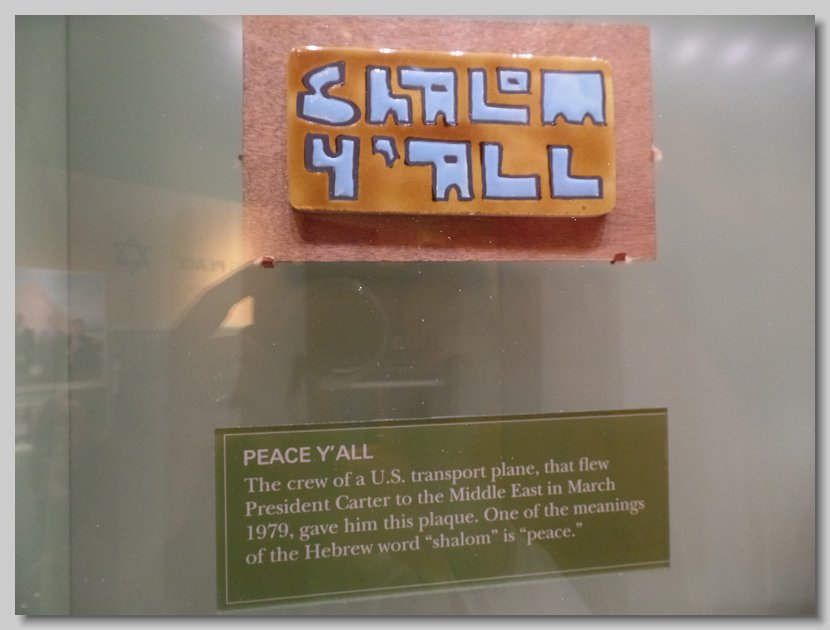 SHALOM
Y'ALL
PEACE Y'ALL
The crew of a U.S. transport plane, that flew
President Carter to the Middle East in March
1979, gave him this plaque. One of the meanings
of the Hebrew word “shalom” is “peace.”